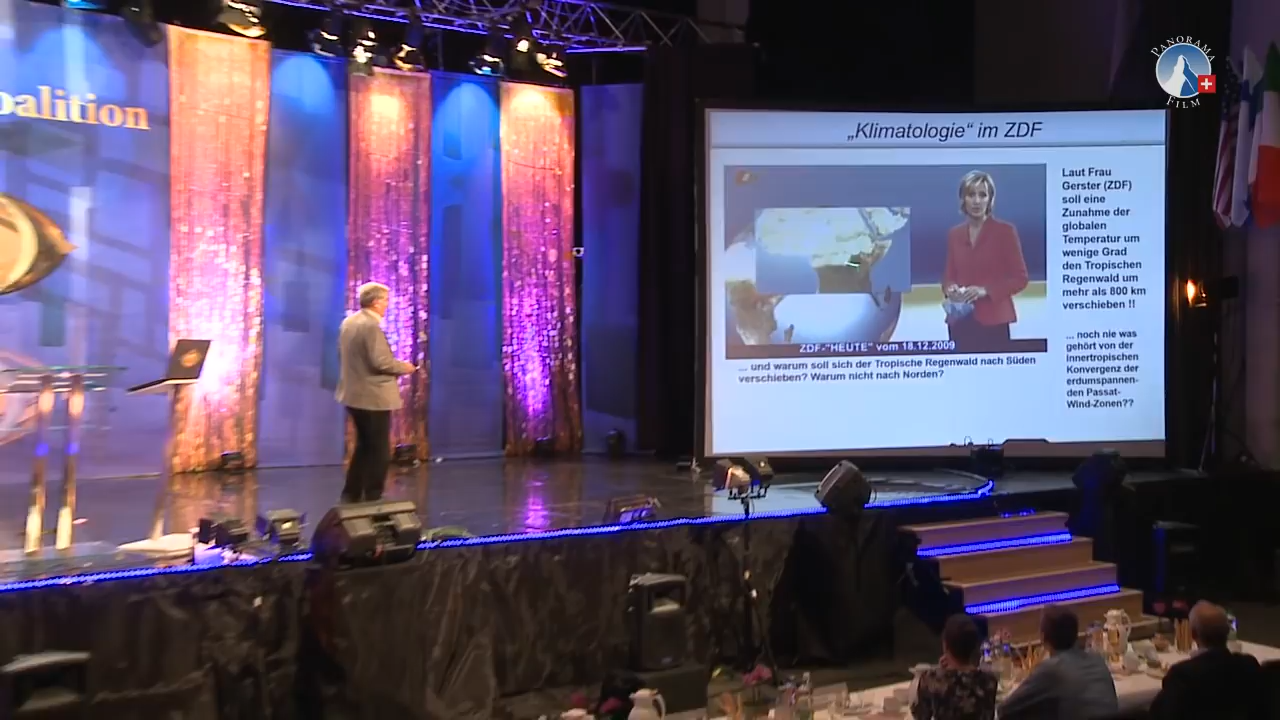 oalition
PANORAMA
FILM
„Klimatologie“ im ZDF
Laut Frau
Gerster (ZDF)
soll eine
Zunahme der
globalen
Temperatur um
wenige Grad
den Tropischen
Regenwald um
mehr als 800 km
verschieben !!
... noch nie was
gehört von der
innertropischen
Konvergenz der
erdumspannen-
den Passat-
Wind-Zonen??
ZDF-"HEUTE" vom 18.12.2009
... und warum soll sich der Tropische Regenwald nach Süden
verschieben? Warum nicht nach Norden?